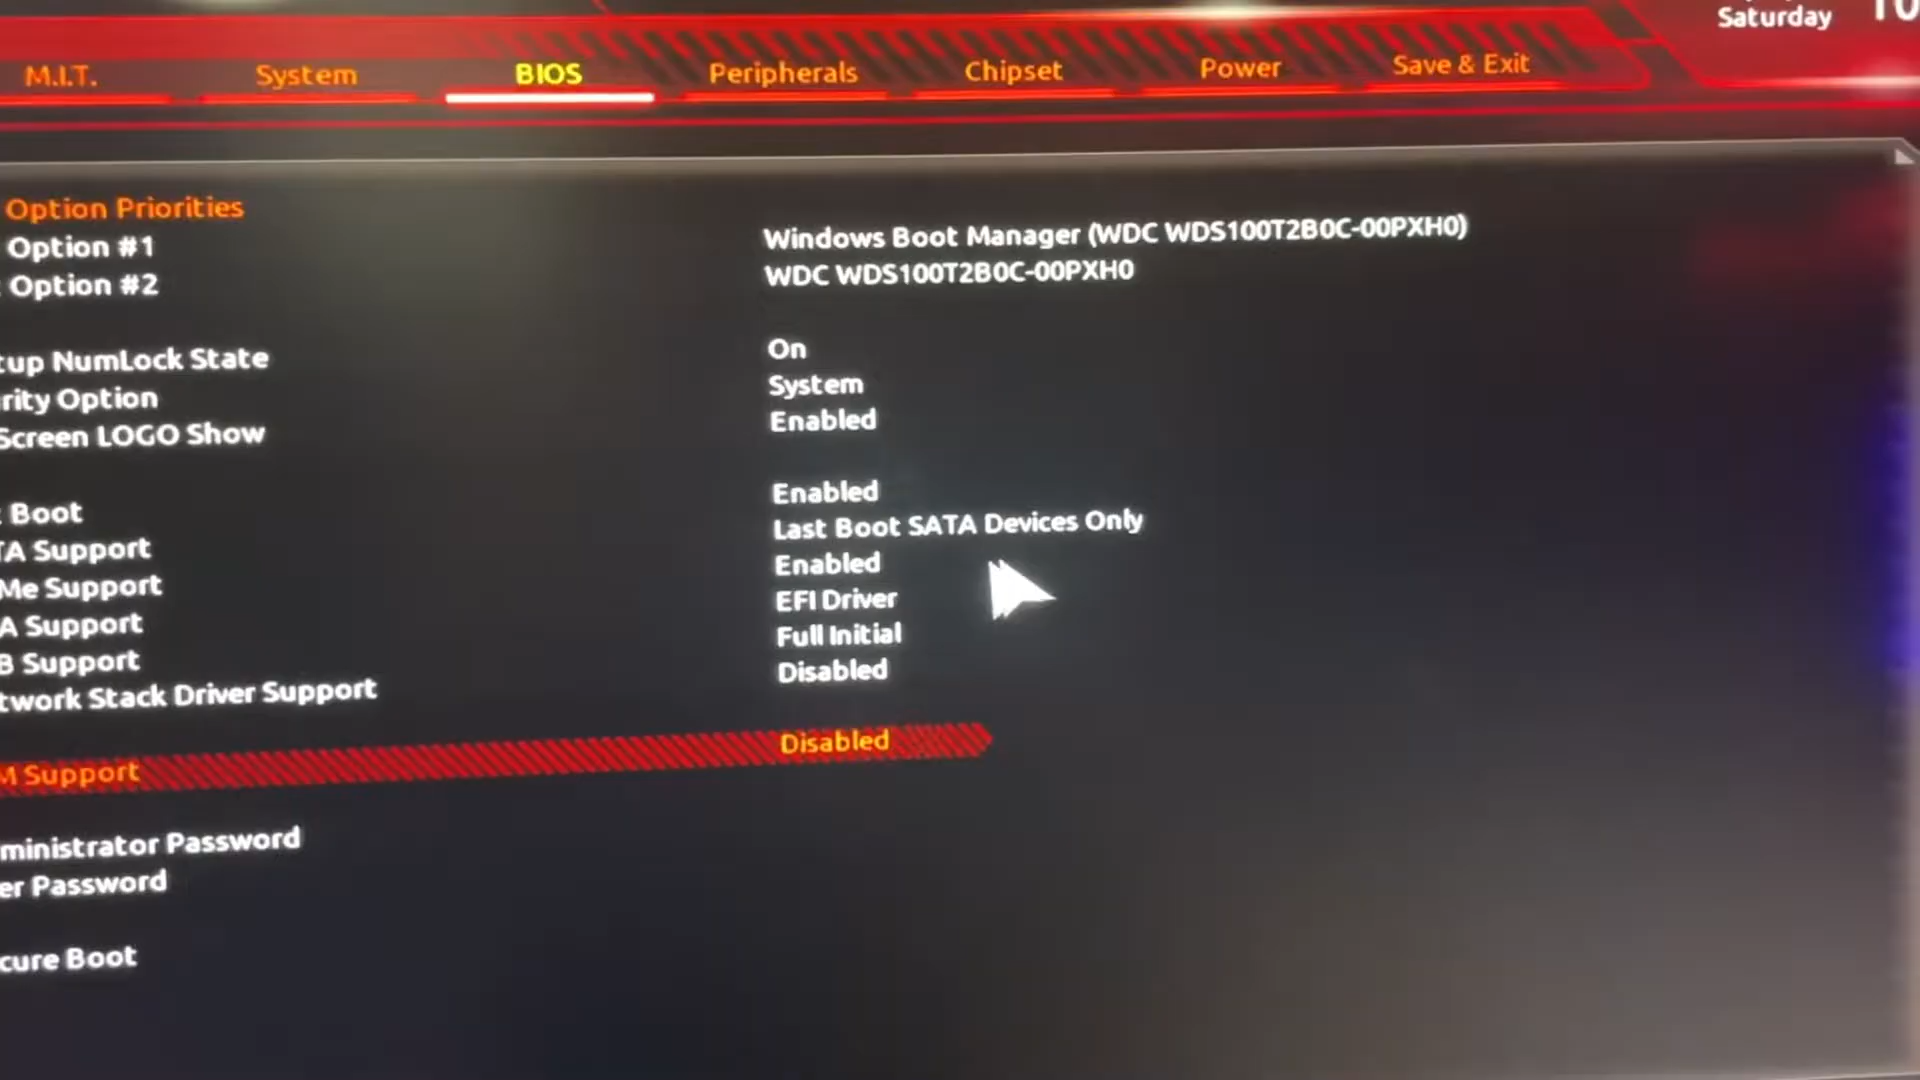 Saturday 10
M.I.T. System BIOS Peripherals Chipset Power Save & Exit
Option Priorities
Option #1 Windows Boot Manager (WDC WDS100T2B0C-00PXH0)
Option #2 WDC WDS100T2B0C-00PXH0
tup NumLock State On
rity Option System
Screen LOGO Show Enabled
Boot Enabled
TA Support Last Boot SATA Devices Only
Me Support Enabled
A Support EFI Driver
B Support Full Initial
twork Stack Driver Support Disabled
M Support Disabled
ministrator Password
er Password
cure Boot